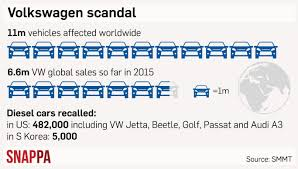 Volkswagen scandal
11m vehicles affected worldwide
6.6m VW global sales so far in 2015
=1m
Diesel cars recalled:
in US: 482,000 including VW Jetta, Beetle, Golf, Passat and Audi A3
in S Korea: 5,000
SNAPPA
Source: SMMT